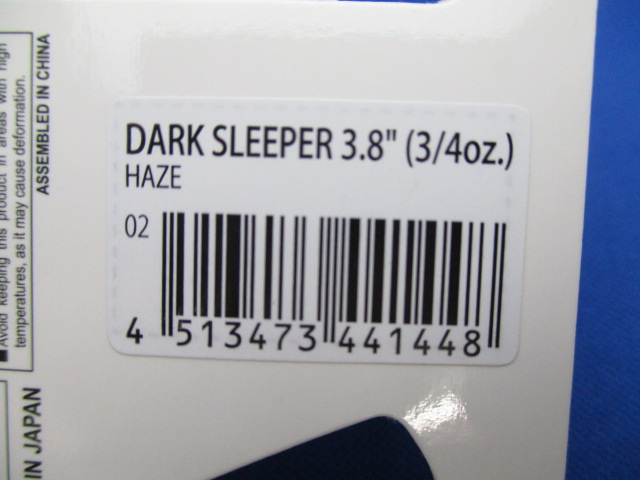 Avoid keeping this product in areas with high
temperatures, as it may cause deformation.
ASSEMBLED IN CHINA
IN JAPAN
DARK SLEEPER 3.8" (3/4oz.)
HAZE
02
4 513473 441448